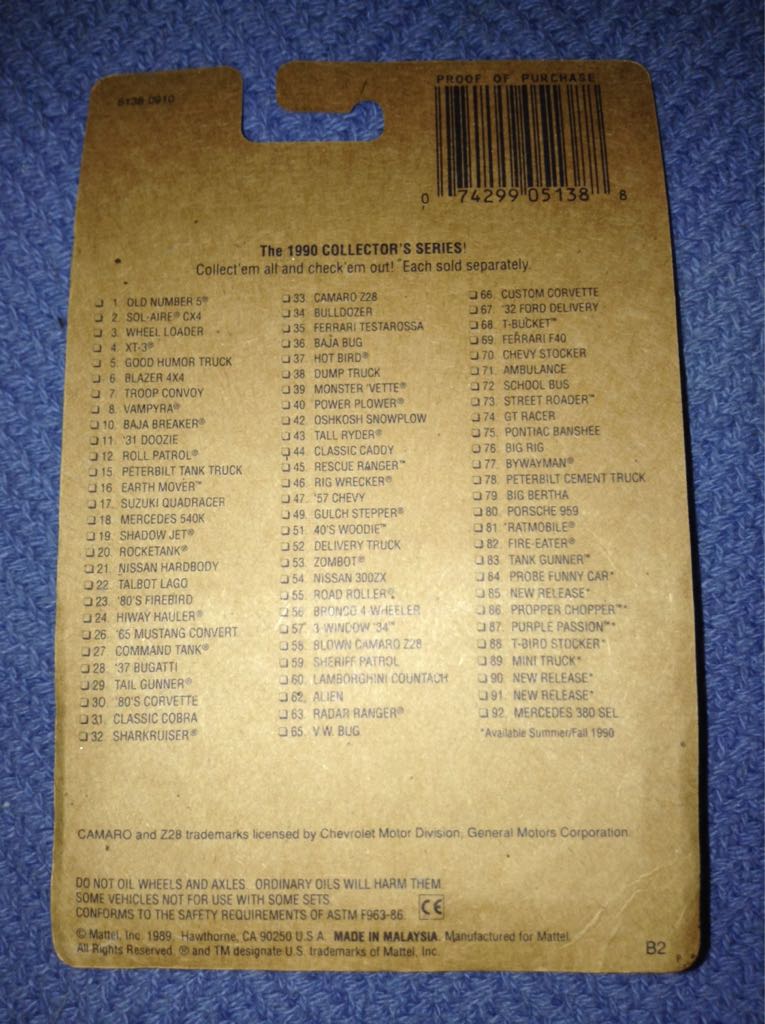 5138 0910
PROOF OF PURCHASE
0 74299 05138 8
The 1990 COLLECTOR'S SERIES!
Collect'em all and check'em out! Each sold separately.
1. OLD NUMBER 5®
2. SOL-AIRE® CX4
3. WHEEL LOADER
4. XT-3®
5. GOOD HUMOR TRUCK
6. BLAZER 4X4
7. TROOP CONVOY
8. VAMPYRA®
10. BAJA BREAKER®
11. '31 DOOZIE
12. ROLL PATROL®
15. PETERBILT TANK TRUCK
16. EARTH MOVER™
17. SUZUKI QUADRACER
18. MERCEDES 540K
19. SHADOW JET®
20. ROCKETANK®
21. NISSAN HARDBODY
22. TALBOT LAGO
23. '80'S FIREBIRD
24. HIWAY HAULER®
26. '65 MUSTANG CONVERT
27. COMMAND TANK®
28. '37 BUGATTI
29. TAIL GUNNER®
30. '80'S CORVETTE
31. CLASSIC COBRA
32. SHARKRUISER®
33. CAMARO Z28
34. BULLDOZER
35. FERRARI TESTAROSSA
36. BAJA BUG
37. HOT BIRD®
38. DUMP TRUCK
39. MONSTER 'VETTE®
40. POWER PLOWER®
42. OSHKOSH SNOWPLOW
43. TALL RYDER®
44. CLASSIC CADDY
45. RESCUE RANGER™
46. RIG WRECKER®
47. '57 CHEVY
49. GULCH STEPPER®
51. 40'S WOODIE™
52. DELIVERY TRUCK
53. ZOMBOT®
54. NISSAN 300ZX
55. ROAD ROLLER®
56. BRONCO 4-WHEELER
57. 3-WINDOW '34™
58. BLOWN CAMARO Z28
59. SHERIFF PATROL
60. LAMBORGHINI COUNTACH
62. ALIEN
63. RADAR RANGER®
65. V.W. BUG
66. CUSTOM CORVETTE
67. '32 FORD DELIVERY
68. T-BUCKET™
69. FERRARI F40
70. CHEVY STOCKER
71. AMBULANCE
72. SCHOOL BUS
73. STREET ROADER™
74. GT RACER
75. PONTIAC BANSHEE
76. BIG RIG
77. BYWAYMAN®
78. PETERBILT CEMENT TRUCK
79. BIG BERTHA
80. PORSCHE 959
81. 'RATMOBILE®
82. FIRE-EATER®
83. TANK GUNNER™
84. PROBE FUNNY CAR*
85. NEW RELEASE*
86. PROPPER CHOPPER™*
87. PURPLE PASSION™*
88. T-BIRD STOCKER*
89. MINI TRUCK*
90. NEW RELEASE*
91. NEW RELEASE*
92. MERCEDES 380 SEL
*Available Summer/Fall 1990
CAMARO and Z28 trademarks licensed by Chevrolet Motor Division, General Motors Corporation.
DO NOT OIL WHEELS AND AXLES. ORDINARY OILS WILL HARM THEM.
SOME VEHICLES NOT FOR USE WITH SOME SETS.
CONFORMS TO THE SAFETY REQUIREMENTS OF ASTM F963-86. CE
© Mattel, Inc. 1989. Hawthorne, CA 90250 U.S.A. MADE IN MALAYSIA. Manufactured for Mattel.
All Rights Reserved. ® and TM designate U.S. trademarks of Mattel, Inc.
B2